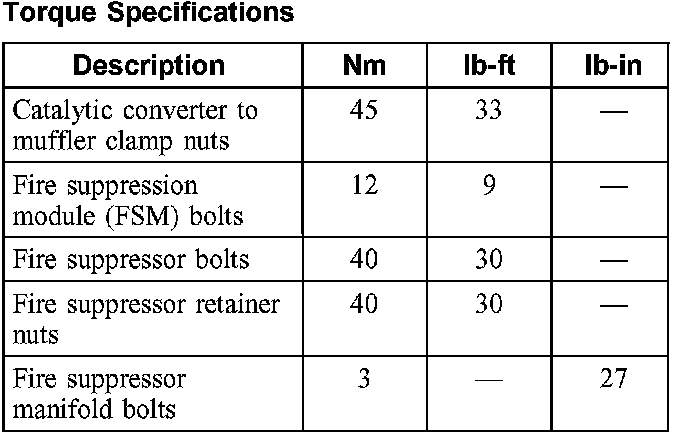 Torque Specifications
Description Nm lb-ft lb-in
Catalytic converter to 45 33 —
muffler clamp nuts
Fire suppression 12 9 —
module (FSM) bolts
Fire suppressor bolts 40 30 —
Fire suppressor retainer 40 30 —
nuts
Fire suppressor 3 — 27
manifold bolts